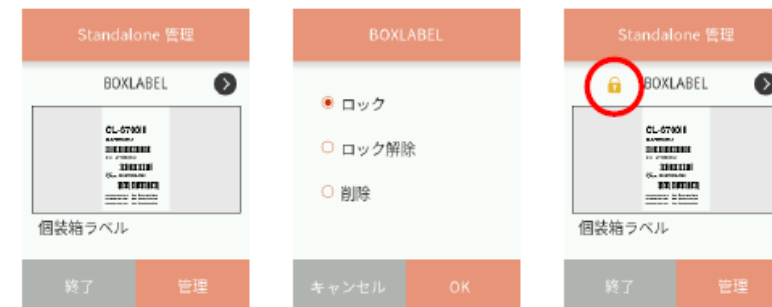 Standalone 管理
BOXLABEL
CL-S700II
個装箱ラベル
終了
管理
BOXLABEL
ロック
ロック解除
削除
キャンセル
OK
Standalone 管理
BOXLABEL
CL-S700II
個装箱ラベル
終了
管理